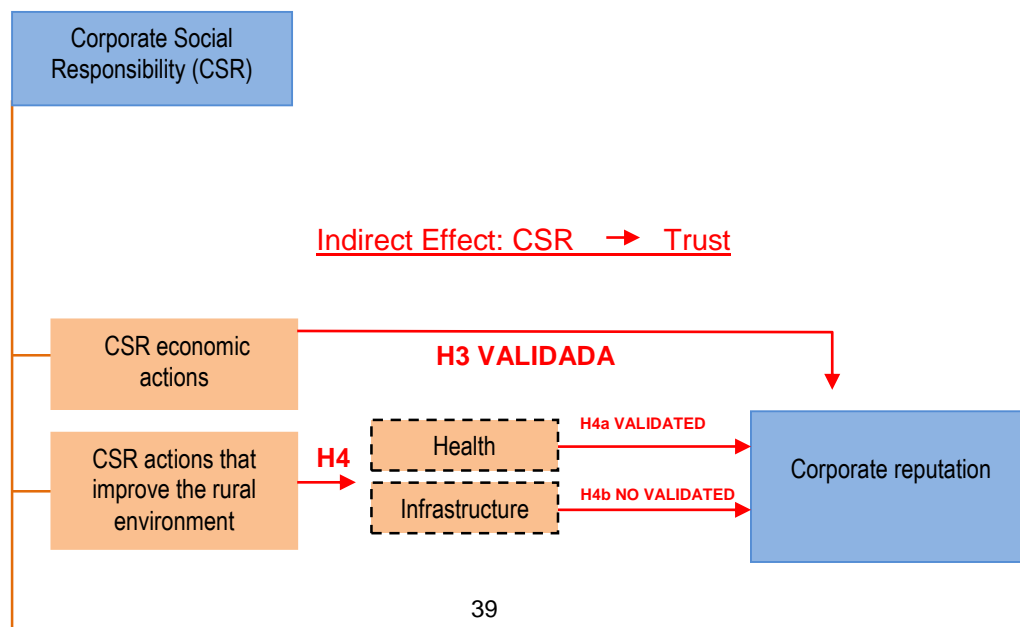 Corporate Social
Responsibility (CSR)
Indirect Effect: CSR → Trust
CSR economic
actions
H3 VALIDADA
CSR actions that
improve the rural
environment
H4
Health
Infrastructure
H4a VALIDATED
H4b NO VALIDATED
Corporate reputation
39